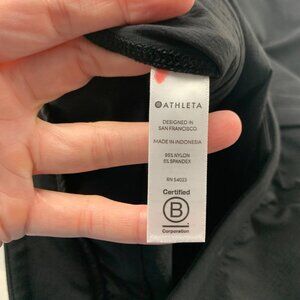 ATHLETA
DESIGNED IN
SAN FRANCISCO
MADE IN INDONESIA
95% NYLON
5% SPANDEX
RN 54023
Certified
B
Corporation